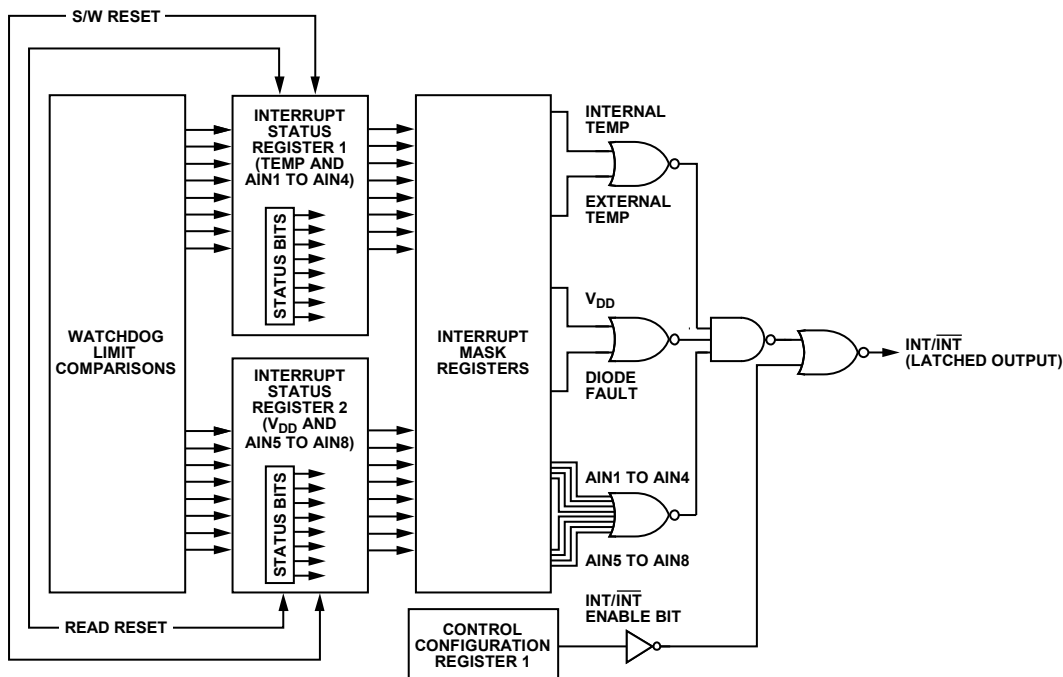 S/W RESET
WATCHDOG
LIMIT
COMPARISONS
INTERRUPT
STATUS
REGISTER 1
(TEMP AND
AIN1 TO AIN4)
STATUS BITS
INTERRUPT
STATUS
REGISTER 2
(VDD AND
AIN5 TO AIN8)
STATUS BITS
READ RESET
INTERRUPT
MASK
REGISTERS
INTERNAL
TEMP
EXTERNAL
TEMP
VDD
DIODE
FAULT
AIN1 TO AIN4
AIN5 TO AIN8
INT/I̅N̅T̅
(LATCHED OUTPUT)
INT/I̅N̅T̅
ENABLE BIT
CONTROL
CONFIGURATION
REGISTER 1